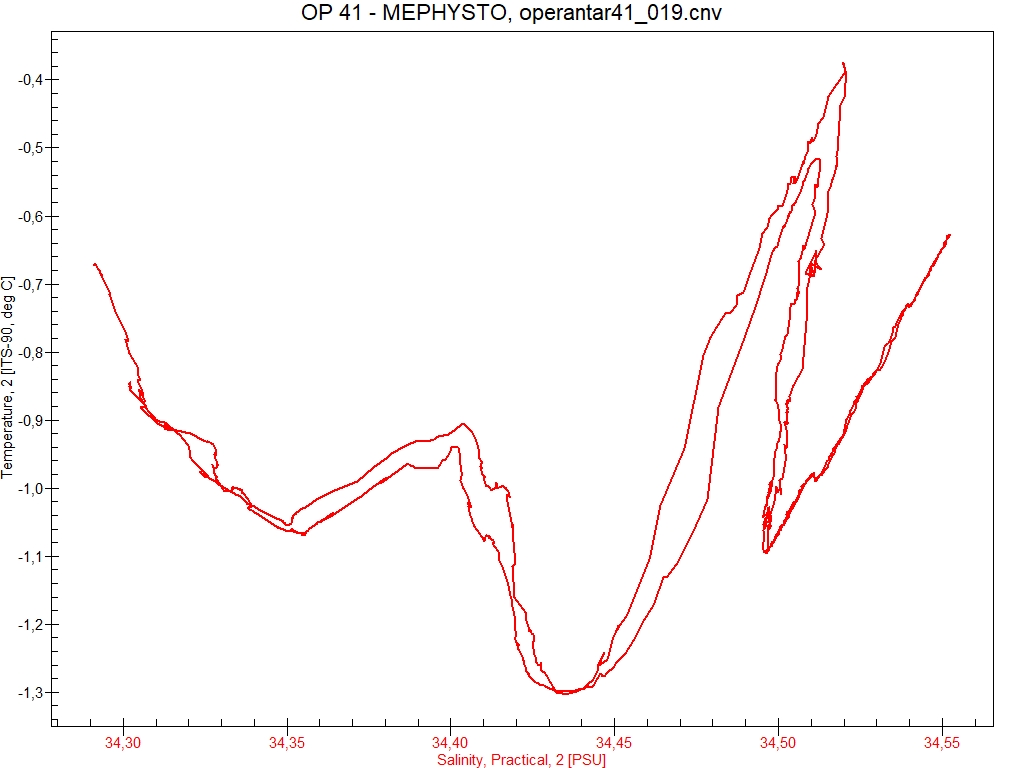 OP 41 - MEPHYSTO, operantar41_019.cnv
Temperature, 2 [ITS-90, deg C]
-0,4
-0,5
-0,6
-0,7
-0,8
-0,9
-1,0
-1,1
-1,2
-1,3
34,30 34,35 34,40 34,45 34,50 34,55
Salinity, Practical, 2 [PSU]